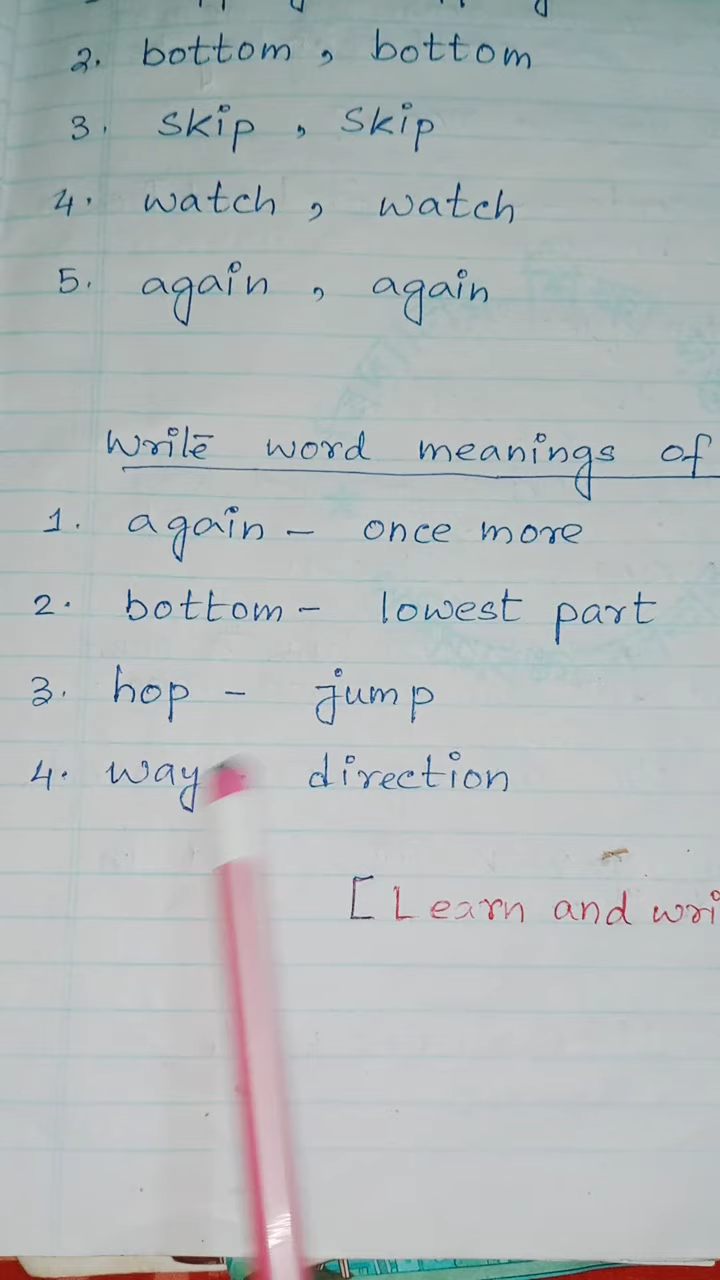 2. bottom, bottom
3. skip, skip
4. watch, watch
5. again, again
Write word meanings of
1. again - once more
2. bottom - lowest part
3. hop - jump
4. way - direction
[Learn and wri